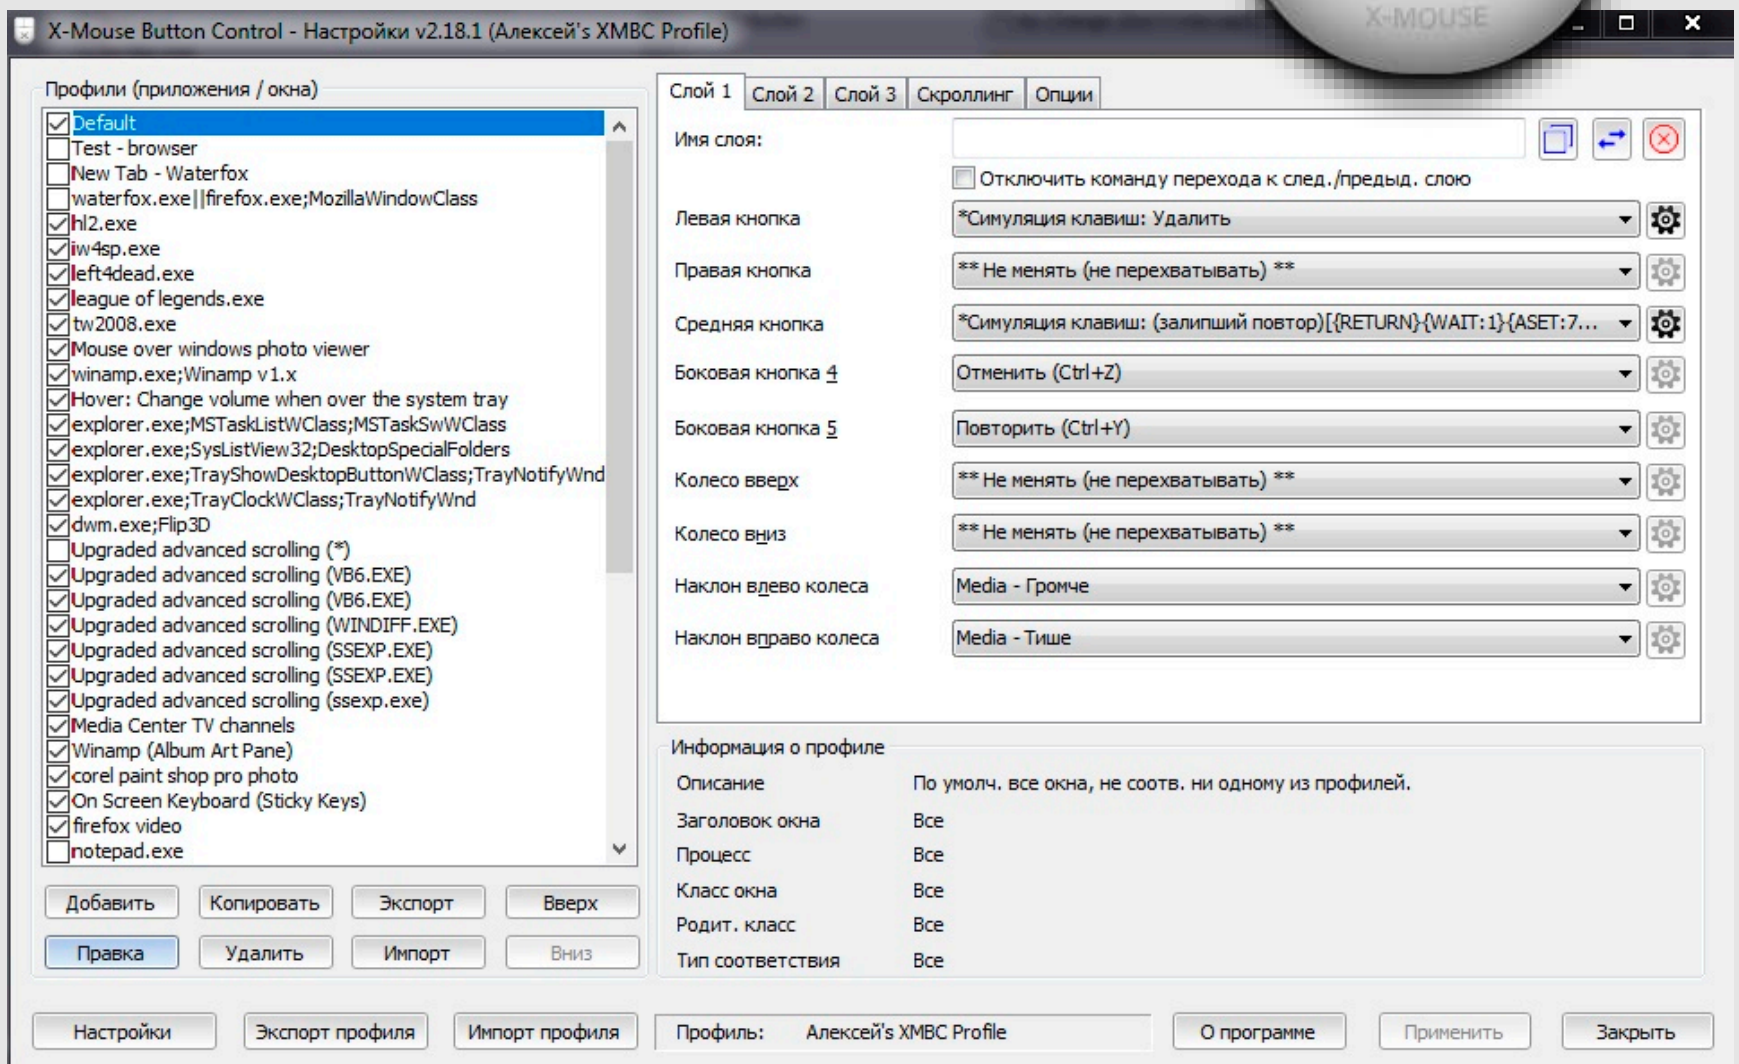 X-MOUSE
X-Mouse Button Control - Настройки v2.18.1 (Алексей's XMBC Profile)
Профили (приложения / окна)
Default
Test - browser
New Tab - Waterfox
waterfox.exe||firefox.exe;MozillaWindowClass
hl2.exe
iw4sp.exe
left4dead.exe
league of legends.exe
tw2008.exe
Mouse over windows photo viewer
winamp.exe;Winamp v1.x
Hover: Change volume when over the system tray
explorer.exe;MSTaskListWClass;MSTaskSwWClass
explorer.exe;SysListView32;DesktopSpecialFolders
explorer.exe;TrayShowDesktopButtonWClass;TrayNotifyWnd
explorer.exe;TrayClockWClass;TrayNotifyWnd
dwm.exe;Flip3D
Upgraded advanced scrolling (*)
Upgraded advanced scrolling (VB6.EXE)
Upgraded advanced scrolling (VB6.EXE)
Upgraded advanced scrolling (WINDIFF.EXE)
Upgraded advanced scrolling (SSEXP.EXE)
Upgraded advanced scrolling (SSEXP.EXE)
Upgraded advanced scrolling (ssexp.exe)
Media Center TV channels
Winamp (Album Art Pane)
corel paint shop pro photo
On Screen Keyboard (Sticky Keys)
firefox video
notepad.exe
Добавить Копировать Экспорт Вверх
Правка Удалить Импорт Вниз
Слой 1 Слой 2 Слой 3 Скроллинг Опции
Имя слоя:
Отключить команду перехода к след./предыд. слою
Левая кнопка *Симуляция клавиш: Удалить
Правая кнопка ** Не менять (не перехватывать) **
Средняя кнопка *Симуляция клавиш: (залипший повтор)[{RETURN}{WAIT:1}{ASET:7...
Боковая кнопка 4 Отменить (Ctrl+Z)
Боковая кнопка 5 Повторить (Ctrl+Y)
Колесо вверх ** Не менять (не перехватывать) **
Колесо вниз ** Не менять (не перехватывать) **
Наклон влево колеса Media - Громче
Наклон вправо колеса Media - Тише
Информация о профиле
Описание По умолч. все окна, не соотв. ни одному из профилей.
Заголовок окна Все
Процесс Все
Класс окна Все
Родит. класс Все
Тип соответствия Все
Настройки Экспорт профиля Импорт профиля Профиль: Алексей's XMBC Profile О программе Применить Закрыть